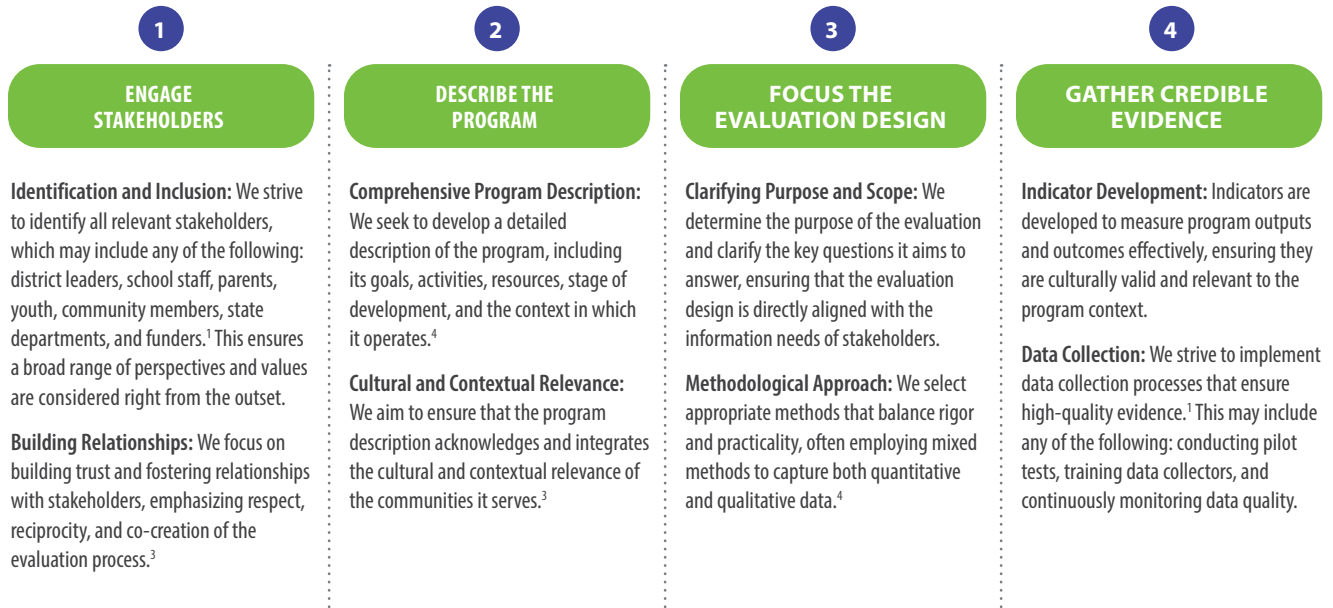 1
ENGAGE
STAKEHOLDERS
Identification and Inclusion: We strive
to identify all relevant stakeholders,
which may include any of the following:
district leaders, school staff, parents,
youth, community members, state
departments, and funders.1 This ensures
a broad range of perspectives and values
are considered right from the outset.
Building Relationships: We focus on
building trust and fostering relationships
with stakeholders, emphasizing respect,
reciprocity, and co-creation of the
evaluation process.3
2
DESCRIBE THE
PROGRAM
Comprehensive Program Description:
We seek to develop a detailed
description of the program, including
its goals, activities, resources, stage of
development, and the context in which
it operates.4
Cultural and Contextual Relevance:
We aim to ensure that the program
description acknowledges and integrates
the cultural and contextual relevance of
the communities it serves.3
3
FOCUS THE
EVALUATION DESIGN
Clarifying Purpose and Scope: We
determine the purpose of the evaluation
and clarify the key questions it aims to
answer, ensuring that the evaluation
design is directly aligned with the
information needs of stakeholders.
Methodological Approach: We select
appropriate methods that balance rigor
and practicality, often employing mixed
methods to capture both quantitative
and qualitative data.4
4
GATHER CREDIBLE
EVIDENCE
Indicator Development: Indicators are
developed to measure program outputs
and outcomes effectively, ensuring they
are culturally valid and relevant to the
program context.
Data Collection: We strive to implement
data collection processes that ensure
high-quality evidence.1 This may include
any of the following: conducting pilot
tests, training data collectors, and
continuously monitoring data quality.